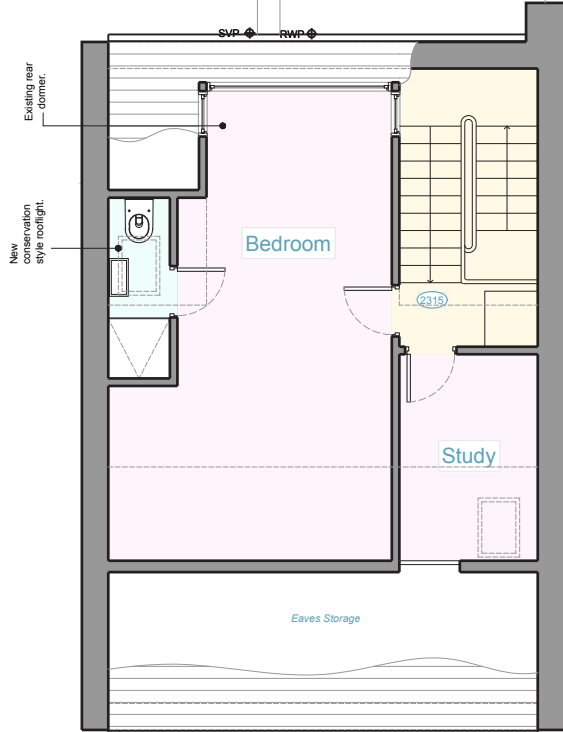 SVP
RWP
Existing rear
dormer.
New
conservation
style rooflight.
Bedroom
2315
Study
Eaves Storage